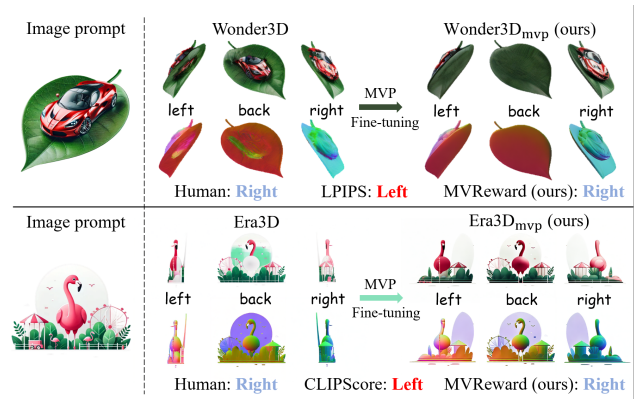 Image prompt
Wonder3D
Wonder3Dmvp (ours)
left
back
right
MVP
Fine-tuning
left
back
right
Human: Right
LPIPS: Left
MVReward (ours): Right
Image prompt
Era3D
Era3Dmvp (ours)
left
back
right
MVP
Fine-tuning
left
back
right
Human: Right
CLIPScore: Left
MVReward (ours): Right